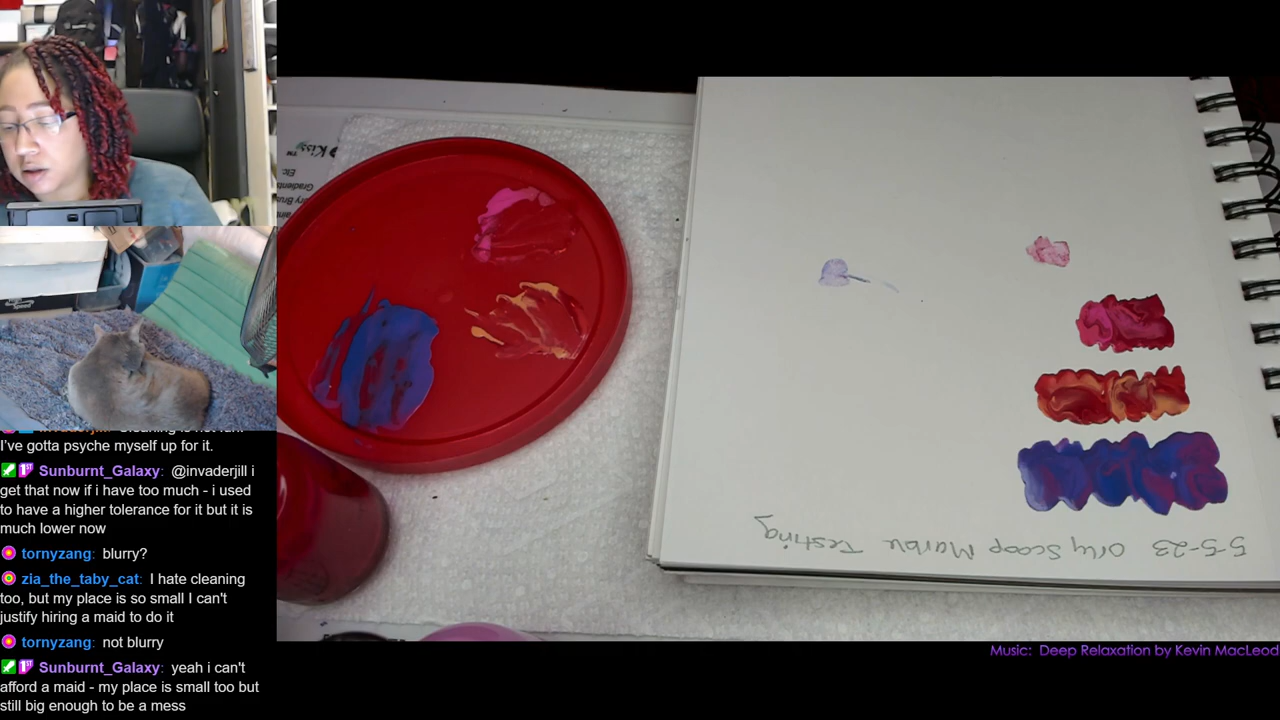 I've gotta psyche myself up for it.
Sunburnt_Galaxy: @invaderjill i
get that now if i have too much - i used
to have a higher tolerance for it but it is
much lower now
tornyzang: blurry?
zia_the_taby_cat: I hate cleaning
too, but my place is so small I can't
justify hiring a maid to do it
tornyzang: not blurry
Sunburnt_Galaxy: yeah i can't
afford a maid - my place is small too but
still big enough to be a mess
Kiss™
Etc.
Gradients
5-5-23 Orly Scoop Marble Testing
Music: Deep Relaxation by Kevin MacLeod